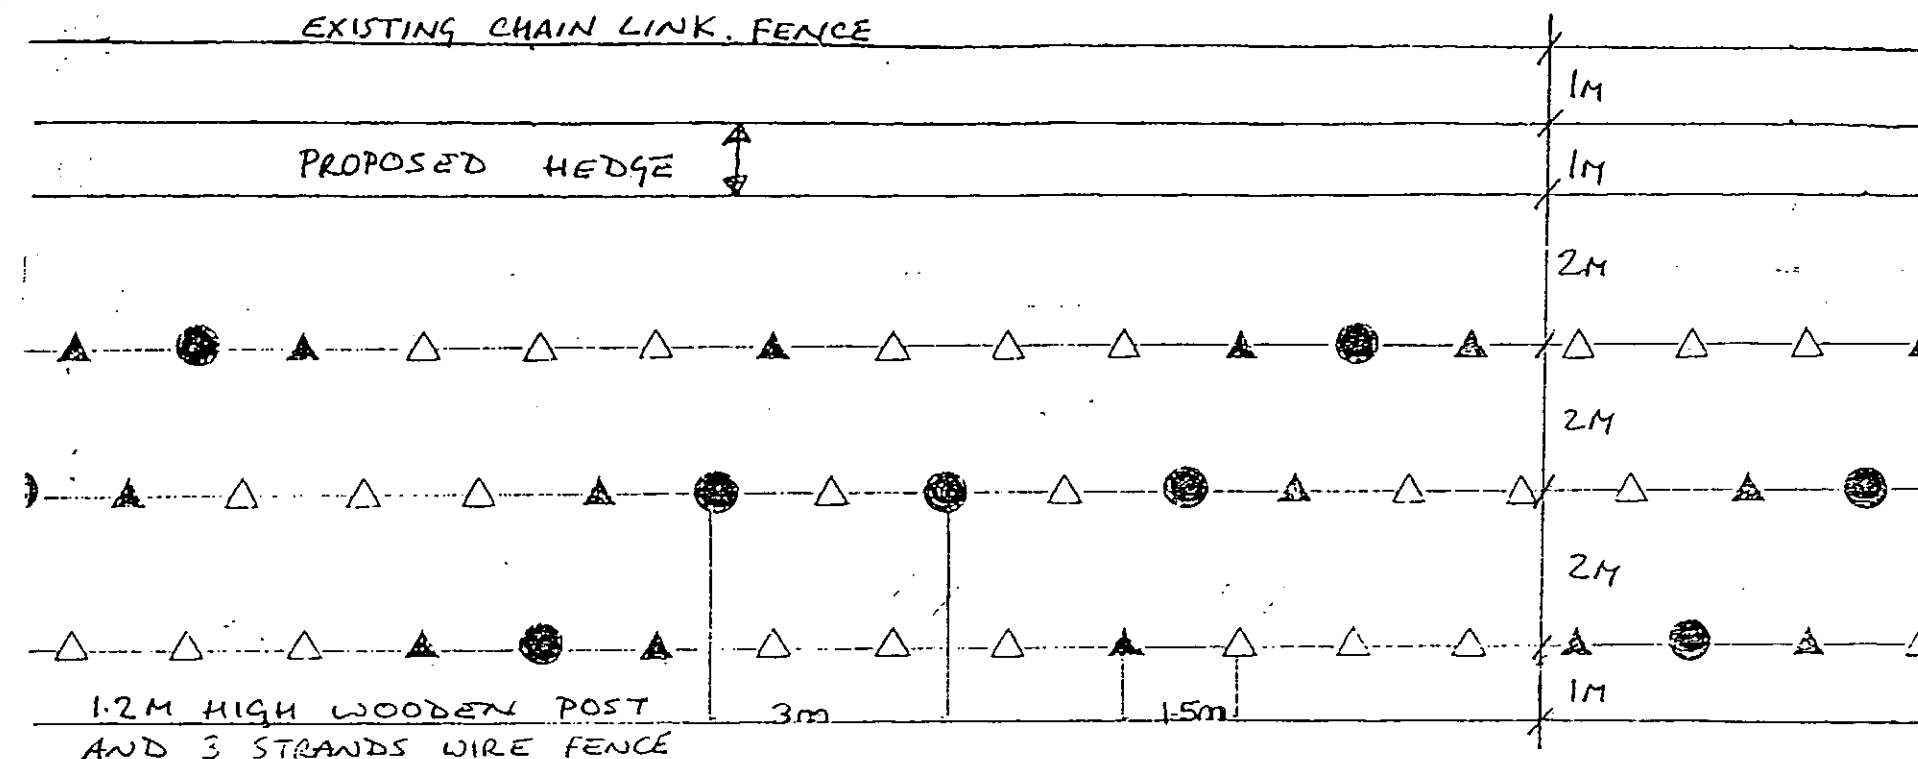 EXISTING CHAIN LINK. FENCE
1M
PROPOSED HEDGE
1M
2M
2M
2M
1.2M HIGH WOODEN POST
3m
1.5m
1M
AND 3 STRANDS WIRE FENCE